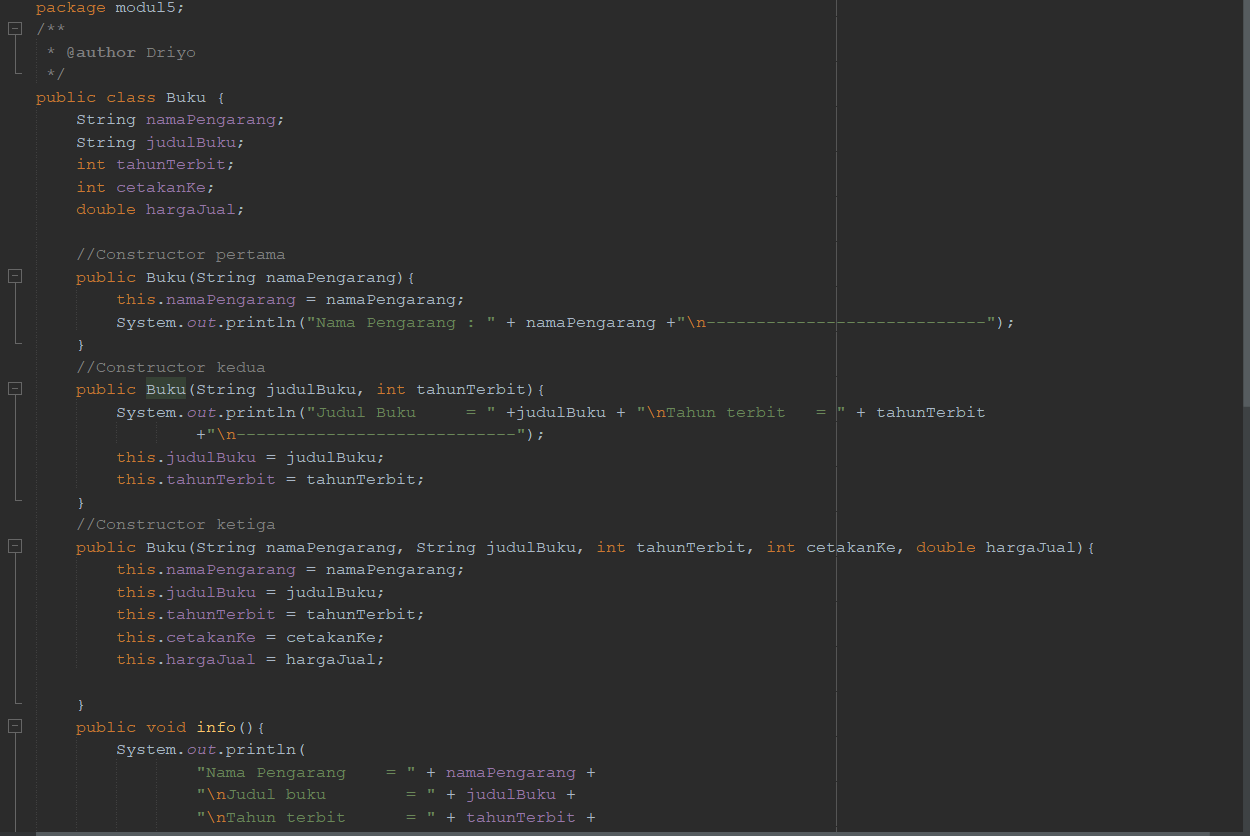 package modul5;
/**
 * @author Driyo
 */
public class Buku {
    String namaPengarang;
    String judulBuku;
    int tahunTerbit;
    int cetakanKe;
    double hargaJual;

    //Constructor pertama
    public Buku(String namaPengarang){
        this.namaPengarang = namaPengarang;
        System.out.println("Nama Pengarang : " + namaPengarang +"\n----------------------------");
    }
    //Constructor kedua
    public Buku(String judulBuku, int tahunTerbit){
        System.out.println("Judul Buku     = " +judulBuku + "\nTahun terbit   = " + tahunTerbit
                +"\n----------------------------");
        this.judulBuku = judulBuku;
        this.tahunTerbit = tahunTerbit;
    }
    //Constructor ketiga
    public Buku(String namaPengarang, String judulBuku, int tahunTerbit, int cetakanKe, double hargaJual){
        this.namaPengarang = namaPengarang;
        this.judulBuku = judulBuku;
        this.tahunTerbit = tahunTerbit;
        this.cetakanKe = cetakanKe;
        this.hargaJual = hargaJual;

    }
    public void info(){
        System.out.println(
                "Nama Pengarang    = " + namaPengarang +
                "\nJudul buku        = " + judulBuku +
                "\nTahun terbit      = " + tahunTerbit +